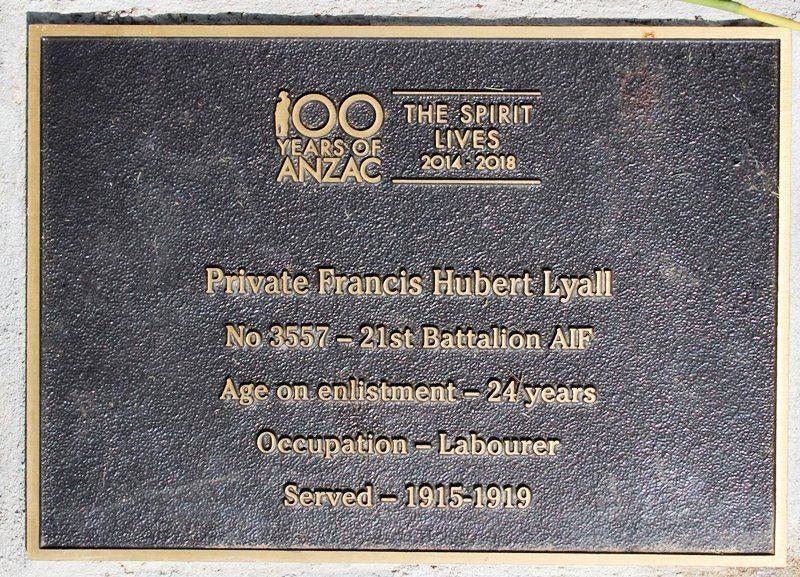 100
YEARS OF
ANZAC
THE SPIRIT
LIVES
2014 - 2018
Private Francis Hubert Lyall
No 3557 – 21st Battalion AIF
Age on enlistment – 24 years
Occupation – Labourer
Served – 1915-1919